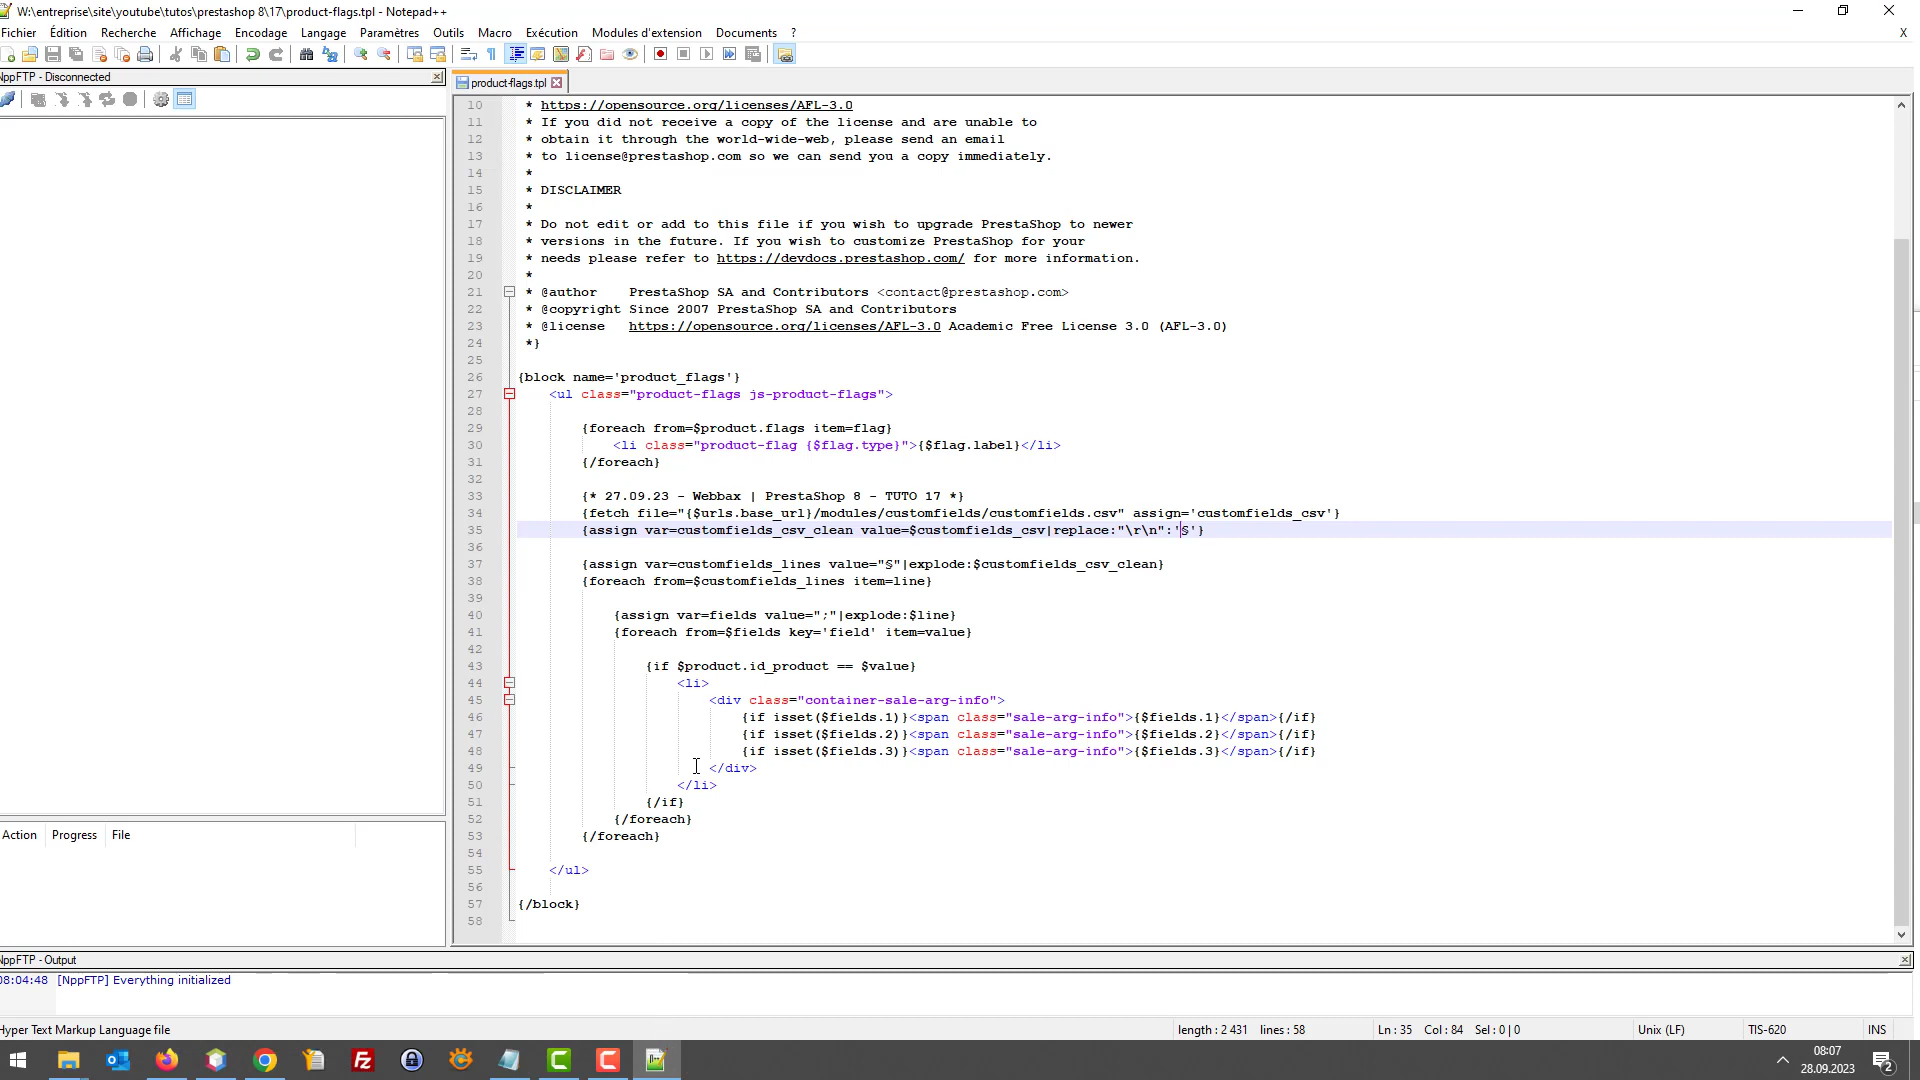 W:\entreprise\site\youtube\tutos\prestashop 8\17\product-flags.tpl - Notepad++
Fichier Édition Recherche Affichage Encodage Langage Paramètres Outils Macro Exécution Modules d'extension Documents ? X
NppFTP - Disconnected
product-flags.tpl
10 * https://opensource.org/licenses/AFL-3.0
11 * If you did not receive a copy of the license and are unable to
12 * obtain it through the world-wide-web, please send an email
13 * to license@prestashop.com so we can send you a copy immediately.
14 *
15 * DISCLAIMER
16 *
17 * Do not edit or add to this file if you wish to upgrade PrestaShop to newer
18 * versions in the future. If you wish to customize PrestaShop for your
19 * needs please refer to https://devdocs.prestashop.com/ for more information.
20 *
21 * @author    PrestaShop SA and Contributors <contact@prestashop.com>
22 * @copyright Since 2007 PrestaShop SA and Contributors
23 * @license   https://opensource.org/licenses/AFL-3.0 Academic Free License 3.0 (AFL-3.0)
24 *}
25
26 {block name='product_flags'}
27 <ul class="product-flags js-product-flags">
28
29 {foreach from=$product.flags item=flag}
30 <li class="product-flag {$flag.type}">{$flag.label}</li>
31 {/foreach}
32
33 {* 27.09.23 - Webbax | PrestaShop 8 - TUTO 17 *}
34 {fetch file="{$urls.base_url}/modules/customfields/customfields.csv" assign='customfields_csv'}
35 {assign var=customfields_csv_clean value=$customfields_csv|replace:"\r\n":'§'}
36
37 {assign var=customfields_lines value="§"|explode:$customfields_csv_clean}
38 {foreach from=$customfields_lines item=line}
39
40 {assign var=fields value=";"|explode:$line}
41 {foreach from=$fields key='field' item=value}
42
43 {if $product.id_product == $value}
44 <li>
45 <div class="container-sale-arg-info">
46 {if isset($fields.1)}<span class="sale-arg-info">{$fields.1}</span>{/if}
47 {if isset($fields.2)}<span class="sale-arg-info">{$fields.2}</span>{/if}
48 {if isset($fields.3)}<span class="sale-arg-info">{$fields.3}</span>{/if}
49 </div>
50 </li>
51 {/if}
52 {/foreach}
53 {/foreach}
54
55 </ul>
56
57 {/block}
58
Action Progress File
NppFTP - Output
08:04:48 [NppFTP] Everything initialized
Hyper Text Markup Language file length : 2 431 lines : 58 Ln : 35 Col : 84 Sel : 0 | 0 Unix (LF) TIS-620 INS
08:07
28.09.2023
2